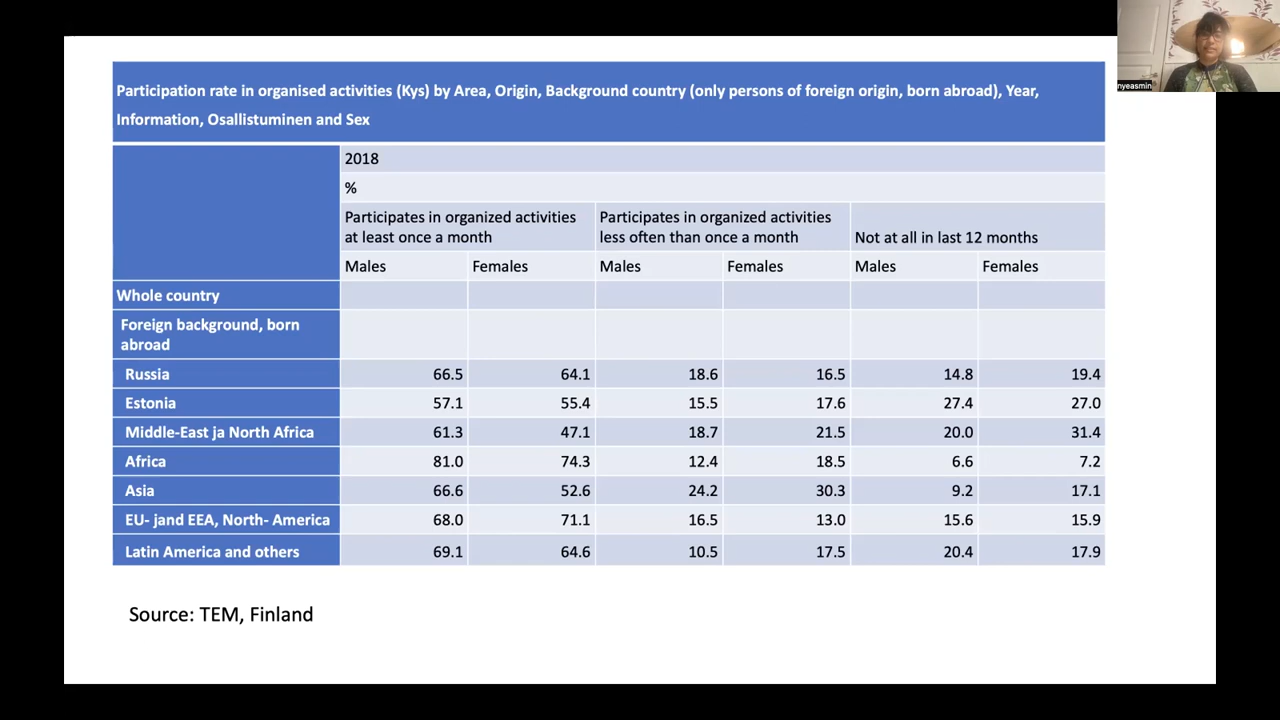 Participation rate in organised activities (Kys) by Area, Origin, Background country (only persons of foreign origin, born abroad), Year,
Information, Osallistuminen and Sex
2018
%
Participates in organized activities
at least once a month
Participates in organized activities
less often than once a month
Not at all in last 12 months
Males Females Males Females Males Females
Whole country
Foreign background, born
abroad
Russia 66.5 64.1 18.6 16.5 14.8 19.4
Estonia 57.1 55.4 15.5 17.6 27.4 27.0
Middle-East ja North Africa 61.3 47.1 18.7 21.5 20.0 31.4
Africa 81.0 74.3 12.4 18.5 6.6 7.2
Asia 66.6 52.6 24.2 30.3 9.2 17.1
EU- jand EEA, North- America 68.0 71.1 16.5 13.0 15.6 15.9
Latin America and others 69.1 64.6 10.5 17.5 20.4 17.9
Source: TEM, Finland
nyeasmin